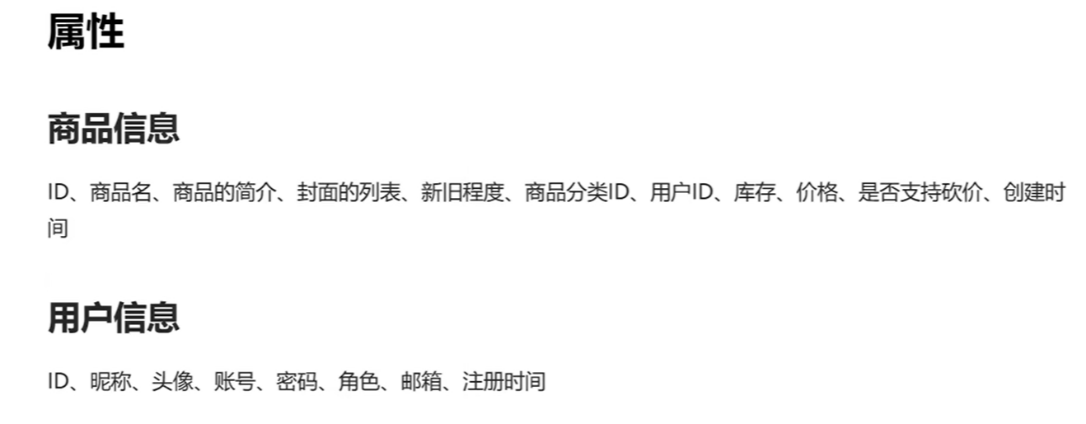 属性
商品信息
ID、商品名、商品的简介、封面的列表、新旧程度、商品分类ID、用户ID、库存、价格、是否支持砍价、创建时
间
用户信息
ID、昵称、头像、账号、密码、角色、邮箱、注册时间